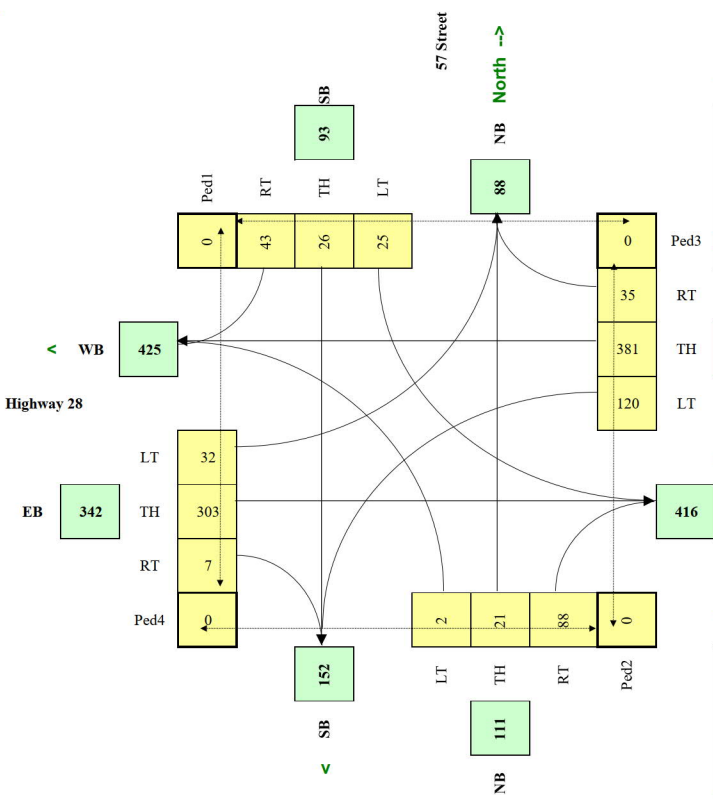 57 Street
North -->
SB
93
NB
88
Ped1
RT
TH
LT
0
43
26
25
0
Ped3
35
RT
381
TH
120
LT
< WB 425
Highway 28
LT
32
EB
342
TH
303
416
RT
7
Ped4
0
2
21
88
0
152
LT
TH
RT
Ped2
SB
111
<
NB